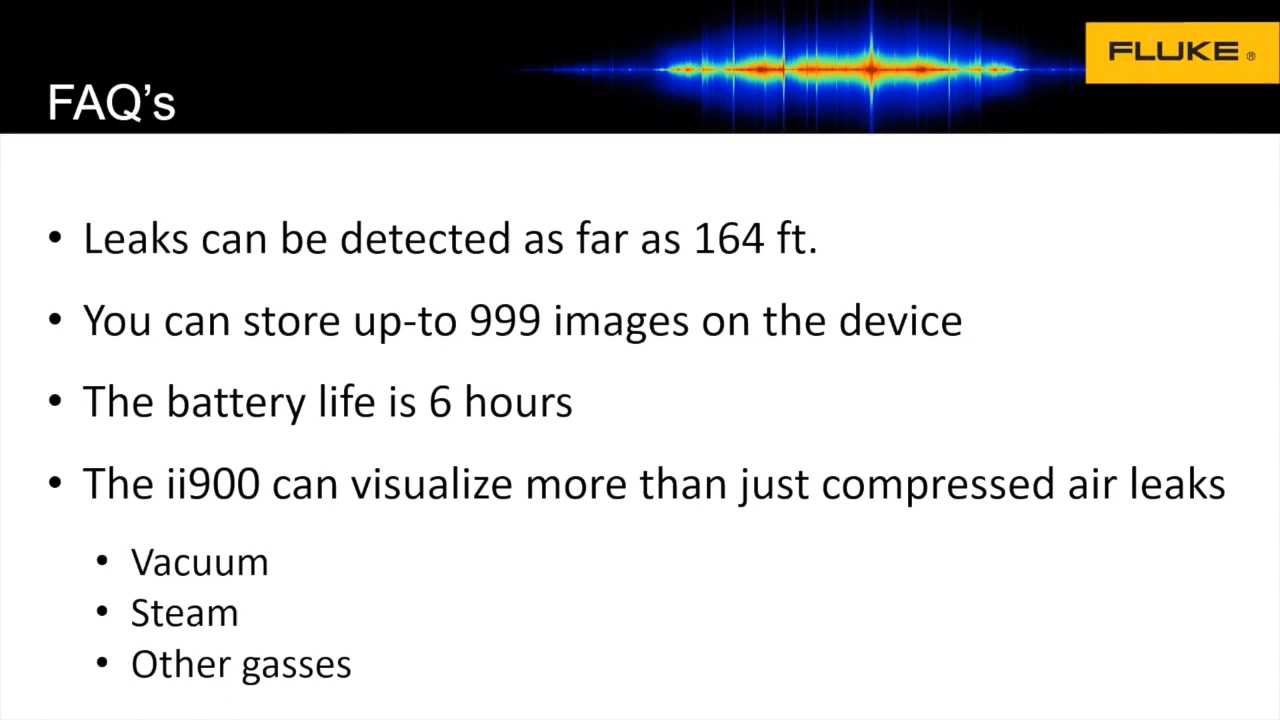 FLUKE ®
FAQ’s
• Leaks can be detected as far as 164 ft.
• You can store up-to 999 images on the device
• The battery life is 6 hours
• The ii900 can visualize more than just compressed air leaks
• Vacuum
• Steam
• Other gasses